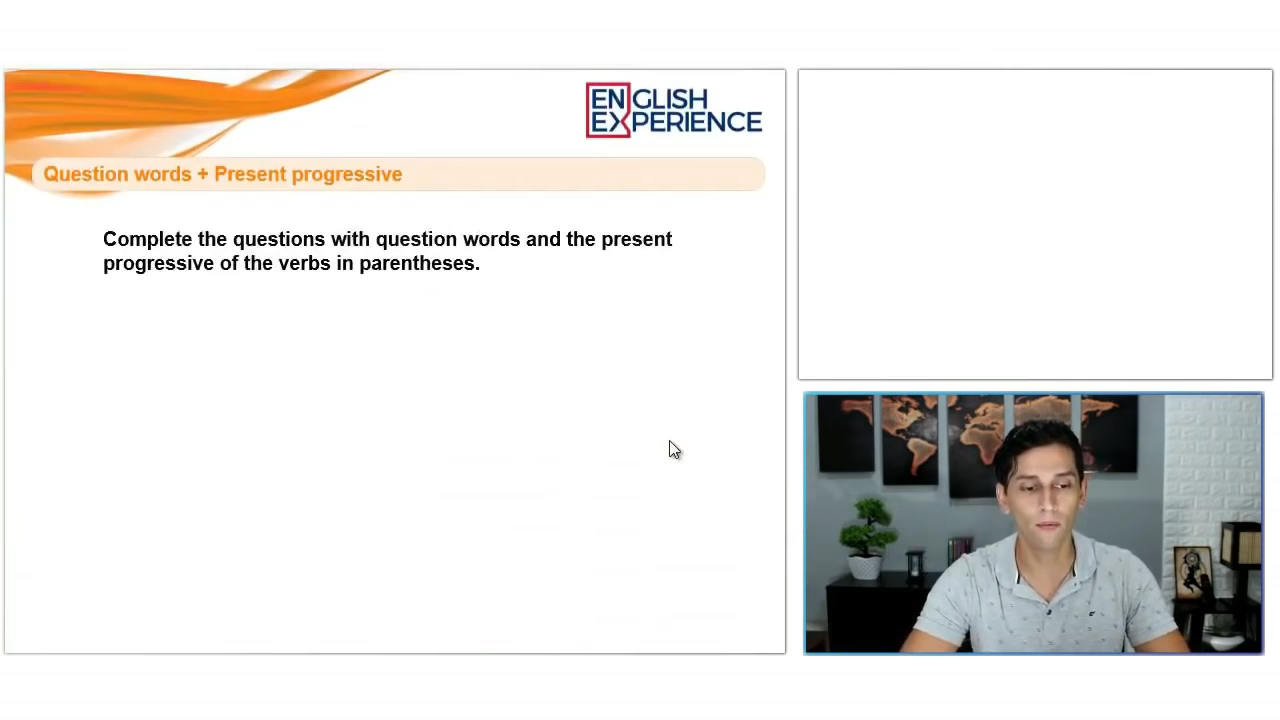 ENGLISH
EXPERIENCE
Question words + Present progressive
Complete the questions with question words and the present
progressive of the verbs in parentheses.